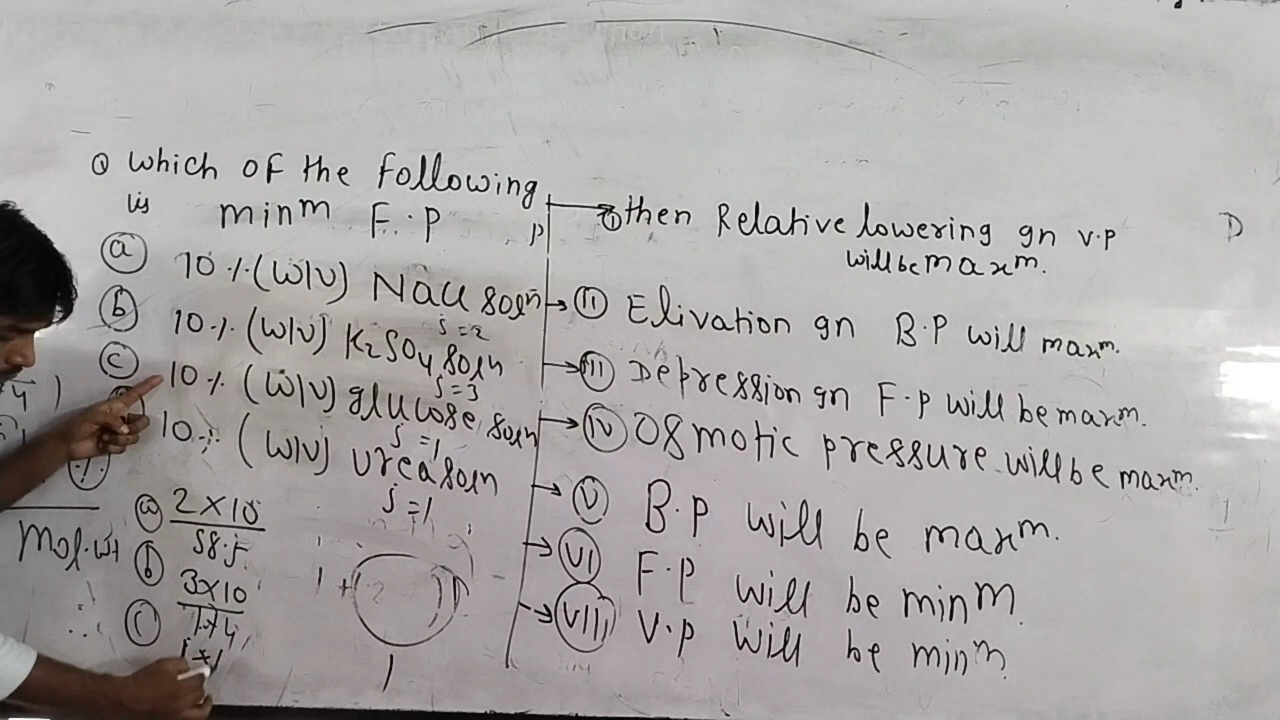 Q which of the following
is minm F.P
(a) 10%(W/V) NaCl soln
i=2
(b) 10%(W/V) K2SO4 soln
i=3
(c) 10%(W/V) glucose soln
i=1
10%(W/V) Urea soln
i=1
(a) 2×10
58.5
(b) 3×10
174
(c)
Mol.wt
(I) then Relative lowering gn v.p
will be maxm.
(II) Elivation gn B.P will maxm.
(III) Depression gn F.P will be maxm.
(IV) Osmotic pressure will be maxm.
(V) B.P will be maxm.
(VI) F.P will be minm.
(VII) V.P will be minm.
D